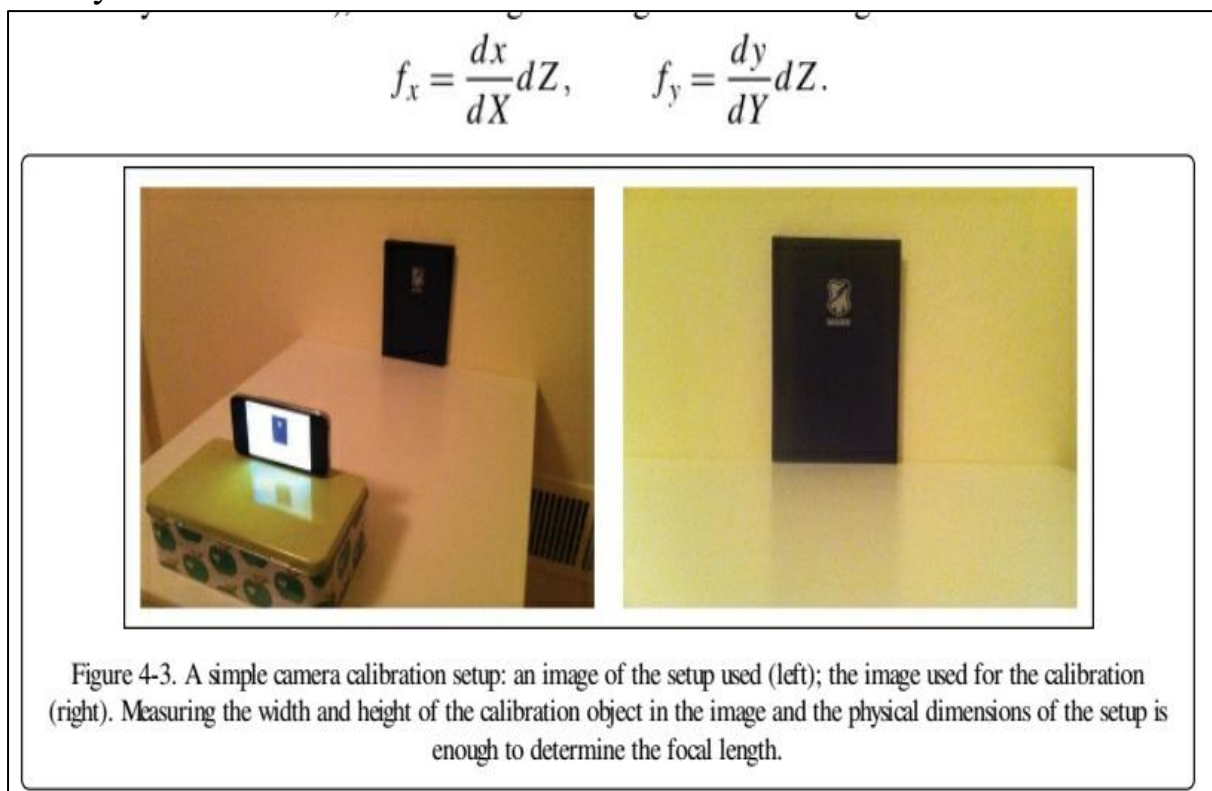 f_x = dx/dX dZ, f_y = dy/dY dZ.
Figure 4-3. A simple camera calibration setup: an image of the setup used (left); the image used for the calibration
(right). Measuring the width and height of the calibration object in the image and the physical dimensions of the setup is
enough to determine the focal length.